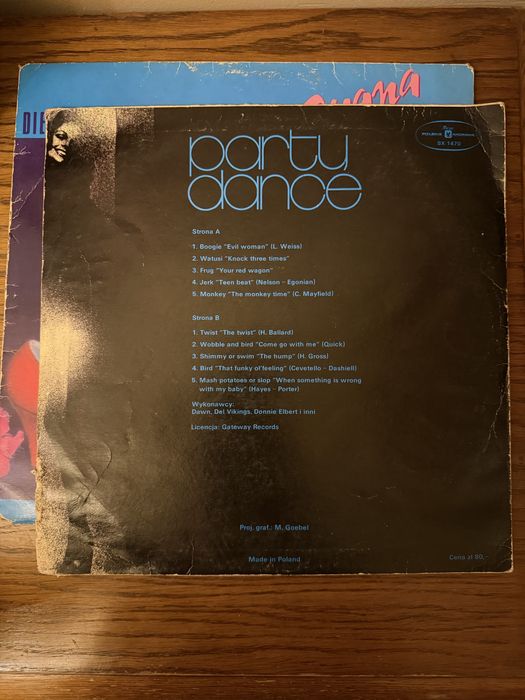 DIE
party
dance
POLSKIE NAGRANIA
SX 1470
Strona A
1. Boogie "Evil woman" (L. Weiss)
2. Watusi "Knock three times"
3. Frug "Your red wagon"
4. Jerk "Teen beat" (Nelson - Egonian)
5. Monkey "The monkey time" (C. Mayfield)
Strona B
1. Twist "The twist" (H. Ballard)
2. Wobble and bird "Come go with me" (Quick)
3. Shimmy or swim "The hump" (H. Gross)
4. Bird "That funky ol'feeling" (Cevetello - Dashiell)
5. Mash potatoes or slop "When something is wrong
with my baby" (Hayes - Porter)
Wykonawcy:
Dawn, Del Vikings, Donnie Elbert i inni
Licencja: Gateway Records
Proj. graf.: M. Goebel
Made in Poland
Cena zł 80,-